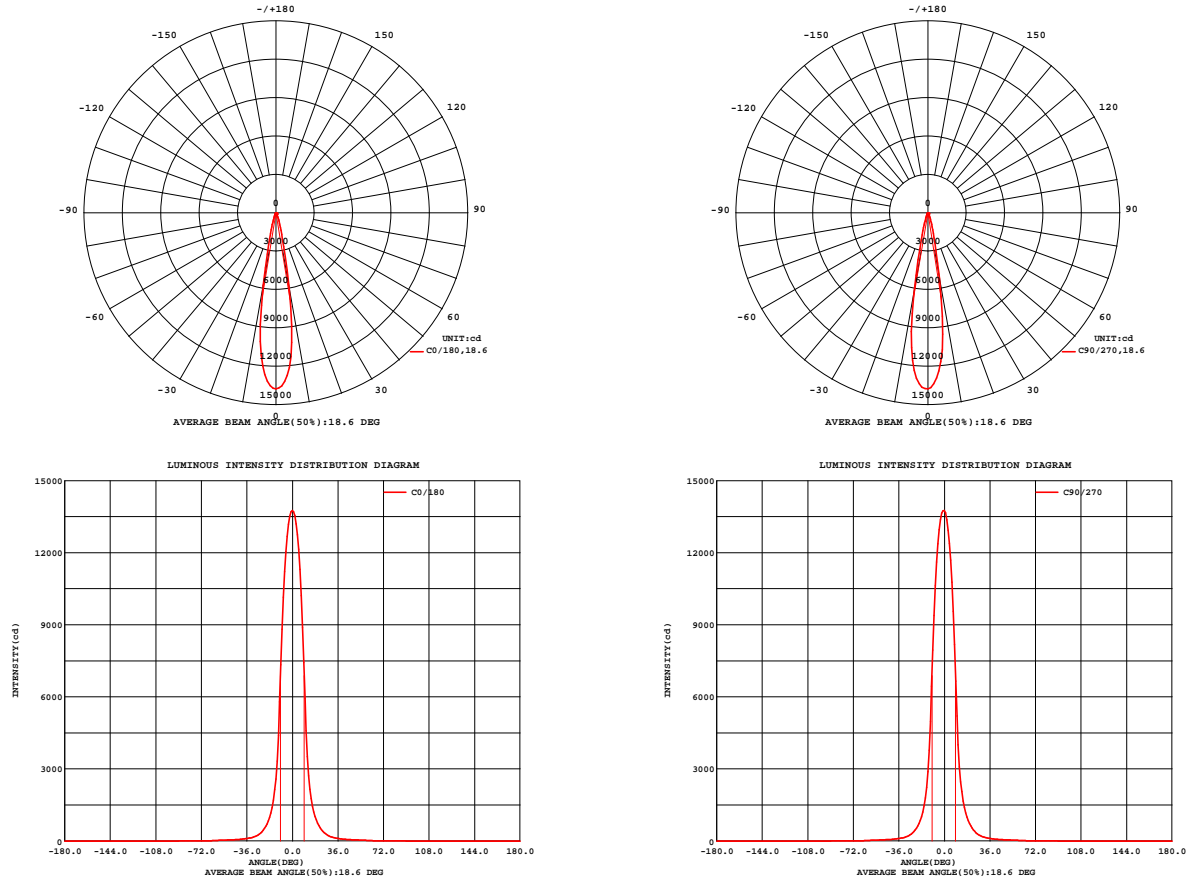 -/+180
-150
150
-120
120
-90
90
0
3000
6000
9000
12000
15000
0
-60
60
-30
30
UNIT:cd
C0/180,18.6
AVERAGE BEAM ANGLE(50%):18.6 DEG
-/+180
-150
150
-120
120
-90
90
0
3000
6000
9000
12000
15000
0
-60
60
-30
30
UNIT:cd
C90/270,18.6
AVERAGE BEAM ANGLE(50%):18.6 DEG
LUMINOUS INTENSITY DISTRIBUTION DIAGRAM
C0/180
INTENSITY(cd)
15000
12000
9000
6000
3000
0
-180.0 -144.0 -108.0 -72.0 -36.0 0.0 36.0 72.0 108.0 144.0 180.0
ANGLE(DEG)
AVERAGE BEAM ANGLE(50%):18.6 DEG
LUMINOUS INTENSITY DISTRIBUTION DIAGRAM
C90/270
INTENSITY(cd)
15000
12000
9000
6000
3000
0
-180.0 -144.0 -108.0 -72.0 -36.0 0.0 36.0 72.0 108.0 144.0 180.0
ANGLE(DEG)
AVERAGE BEAM ANGLE(50%):18.6 DEG